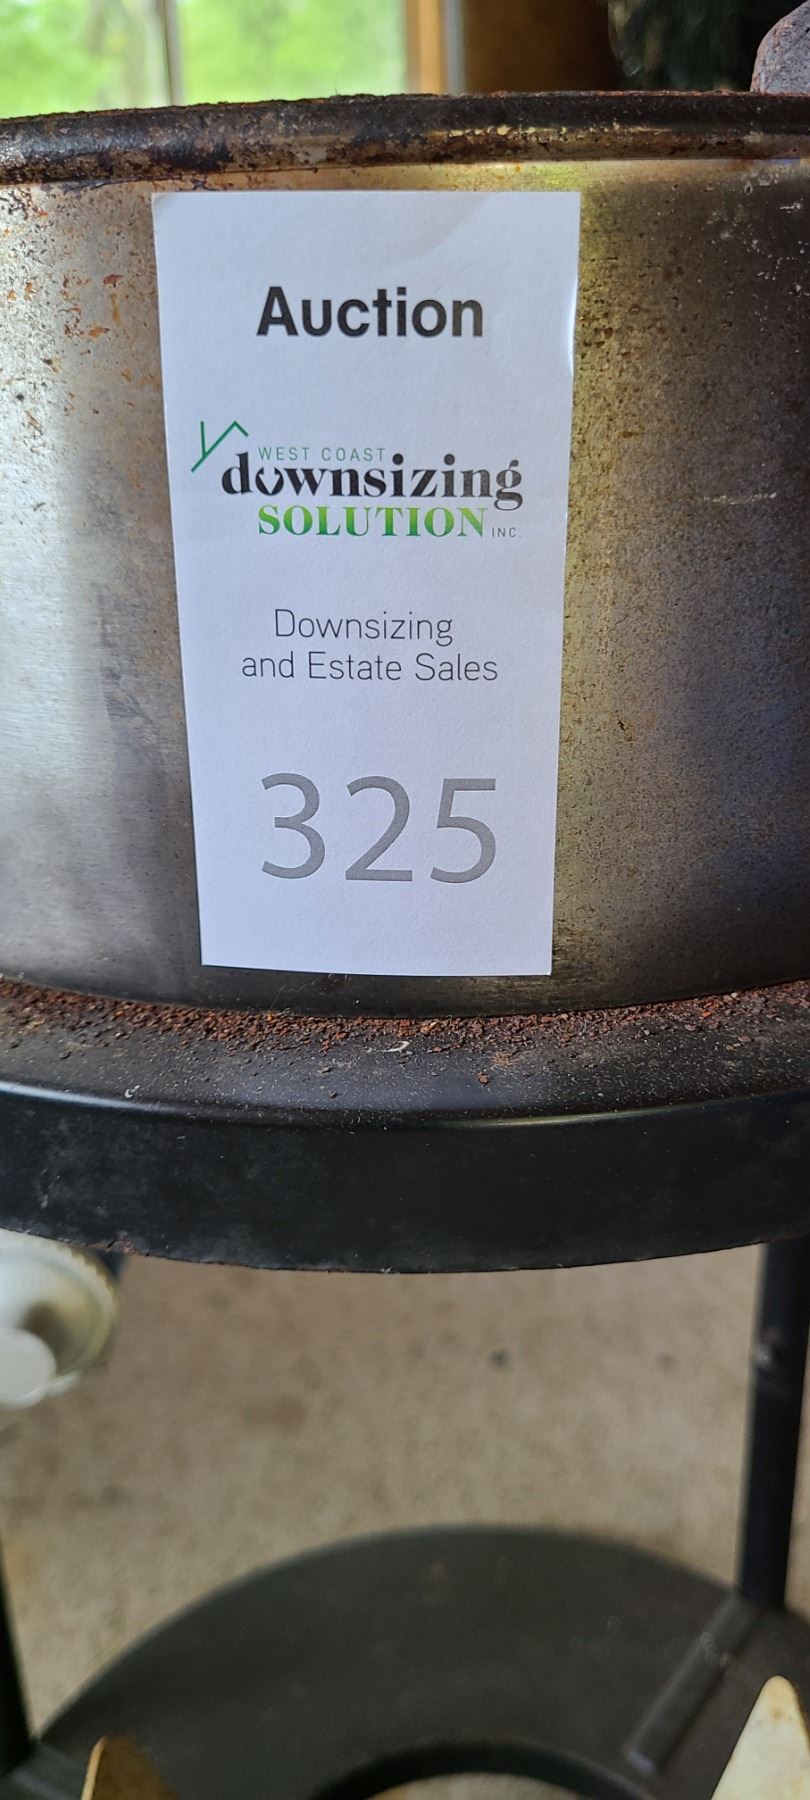 Auction
WEST COAST
downsizing
SOLUTION INC.
Downsizing
and Estate Sales
325